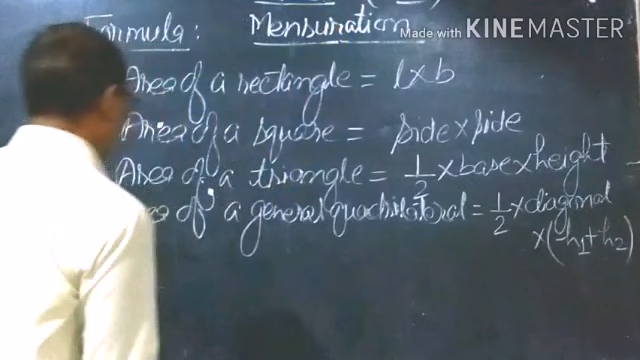 Mensuration
Made with KINEMASTER
Formula:
Area of a rectangle = l×b
Area of a square = side×side
Area of a triangle = 1/2 ×base×height
of a general quadrilateral = 1/2 ×diagonal
×(h1+h2)